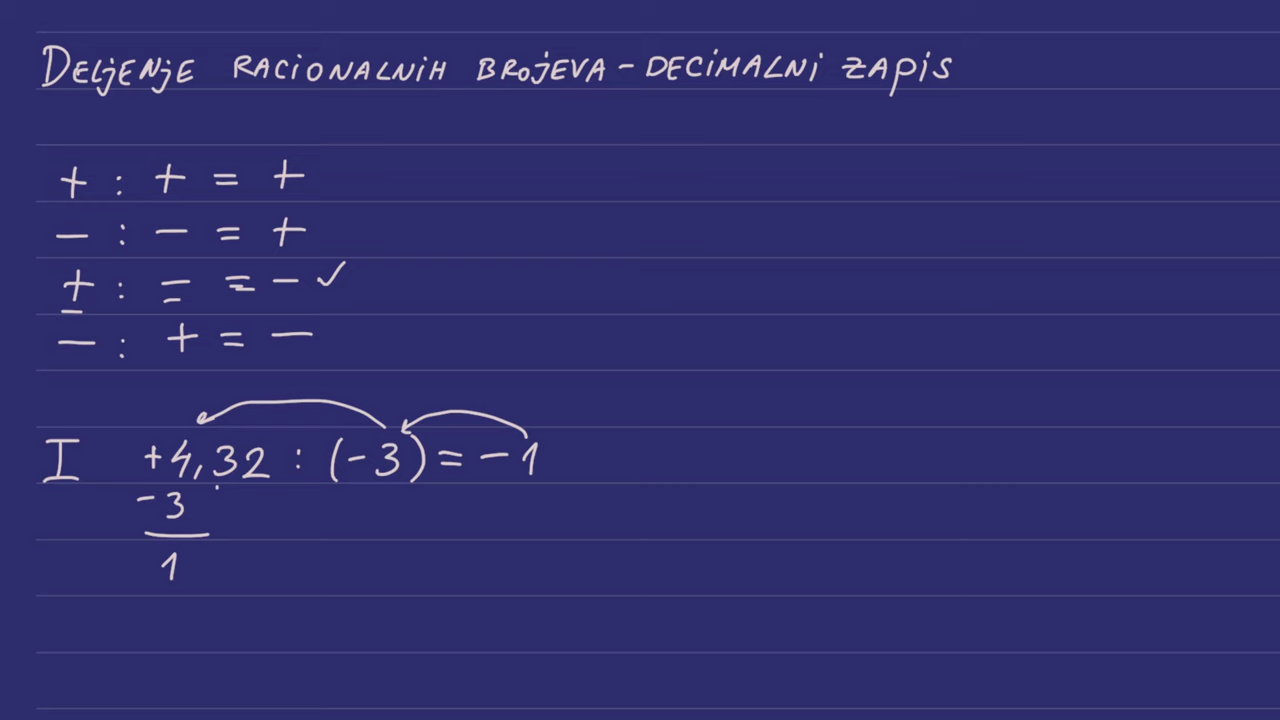 DELjENjE RACiONALNiH BROjEVA - DECiMALNi ZAPiS
+ : + = +
- : - = +
+ : - = - ✓
- : + = -
I +4,32 : (-3) = -1
-3
1